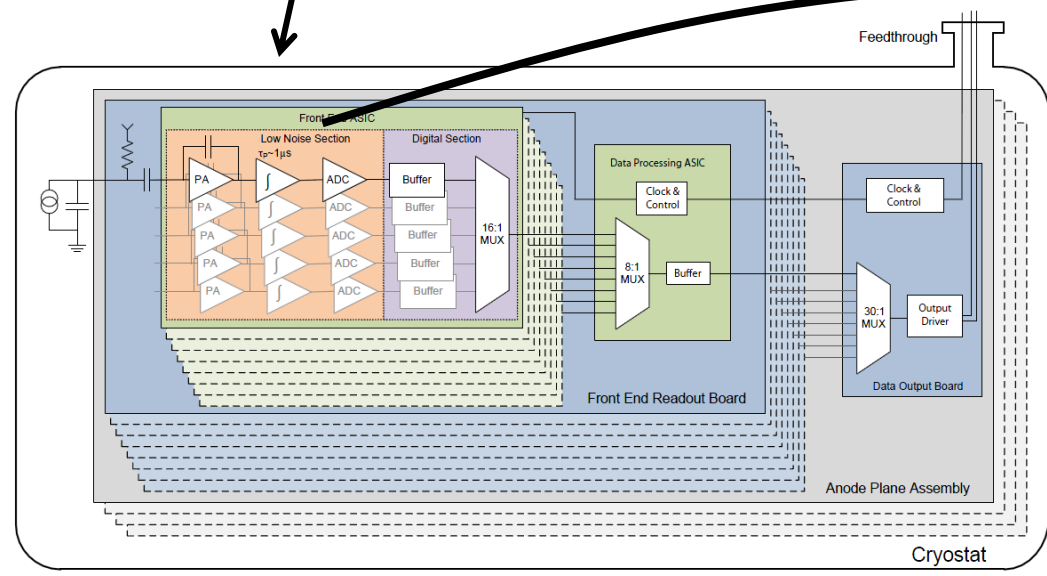 Feedthrough
Front End ASIC
Low Noise Section
Digital Section
τP~1μs
PA
∫
ADC
Buffer
PA
∫
ADC
Buffer
PA
∫
ADC
Buffer
PA
∫
ADC
Buffer
PA
∫
ADC
Buffer
16:1
MUX
Data Processing ASIC
Clock &
Control
8:1
MUX
Buffer
Clock &
Control
30:1
MUX
Output
Driver
Data Output Board
Front End Readout Board
Anode Plane Assembly
Cryostat